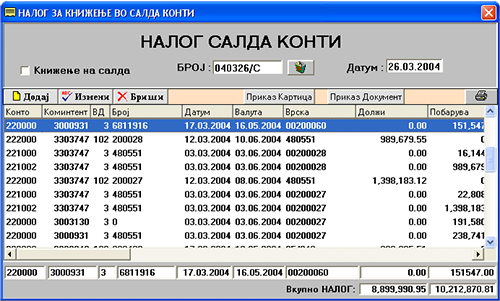 НАЛОГ ЗА КНИЖЕЊЕ ВО САЛДА КОНТИ
НАЛОГ САЛДА КОНТИ
Книжење на салда БРОЈ : 040326/C Датум : 26.03.2004
Додај Измени Бриши Приказ Картица Приказ Документ
Конто Коминтент ВД Број Датум Валута Врска Должи Побарува
220000 3000931 3 6811916 17.03.2004 16.05.2004 00200060 0.00 151,547
220000 3303747 102 200028 12.03.2004 10.06.2004 480551 989,679.55
221000 3303747 3 480551 03.03.2004 03.06.2004 00200028 0.00 16,144
221002 3303747 3 480551 03.03.2004 03.06.2004 00200028 0.00 989,679
220000 3303747 102 200027 12.03.2004 08.06.2004 480551 1,398,183.12
221000 3303747 3 480551 03.03.2004 03.06.2004 00200027 0.00 22,808
221002 3303747 3 480551 03.03.2004 03.06.2004 00200027 0.00 1,398,183
220000 3003130 3 0 03.03.2004 03.06.2004 00200027 0.00 191,580
220000 3000931 3 480551 03.03.2004 03.06.2004 00200027 0.00 238,741
220000 3000931 3 6811916 17.03.2004 16.05.2004 00200060 0.00 151547.00
Вкупно НАЛОГ: 8,899,990.95 10,212,870.81